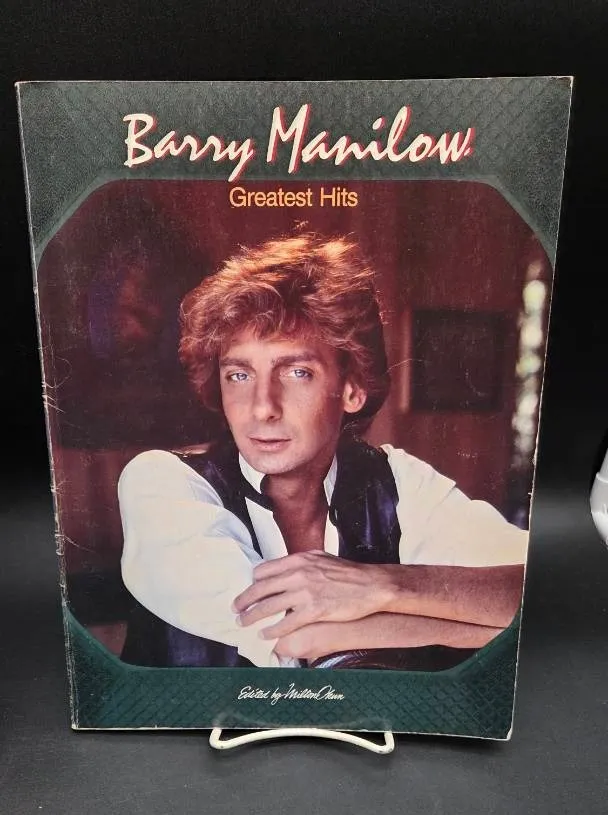 Barry Manilow
Greatest Hits
Edited by Milton Okun